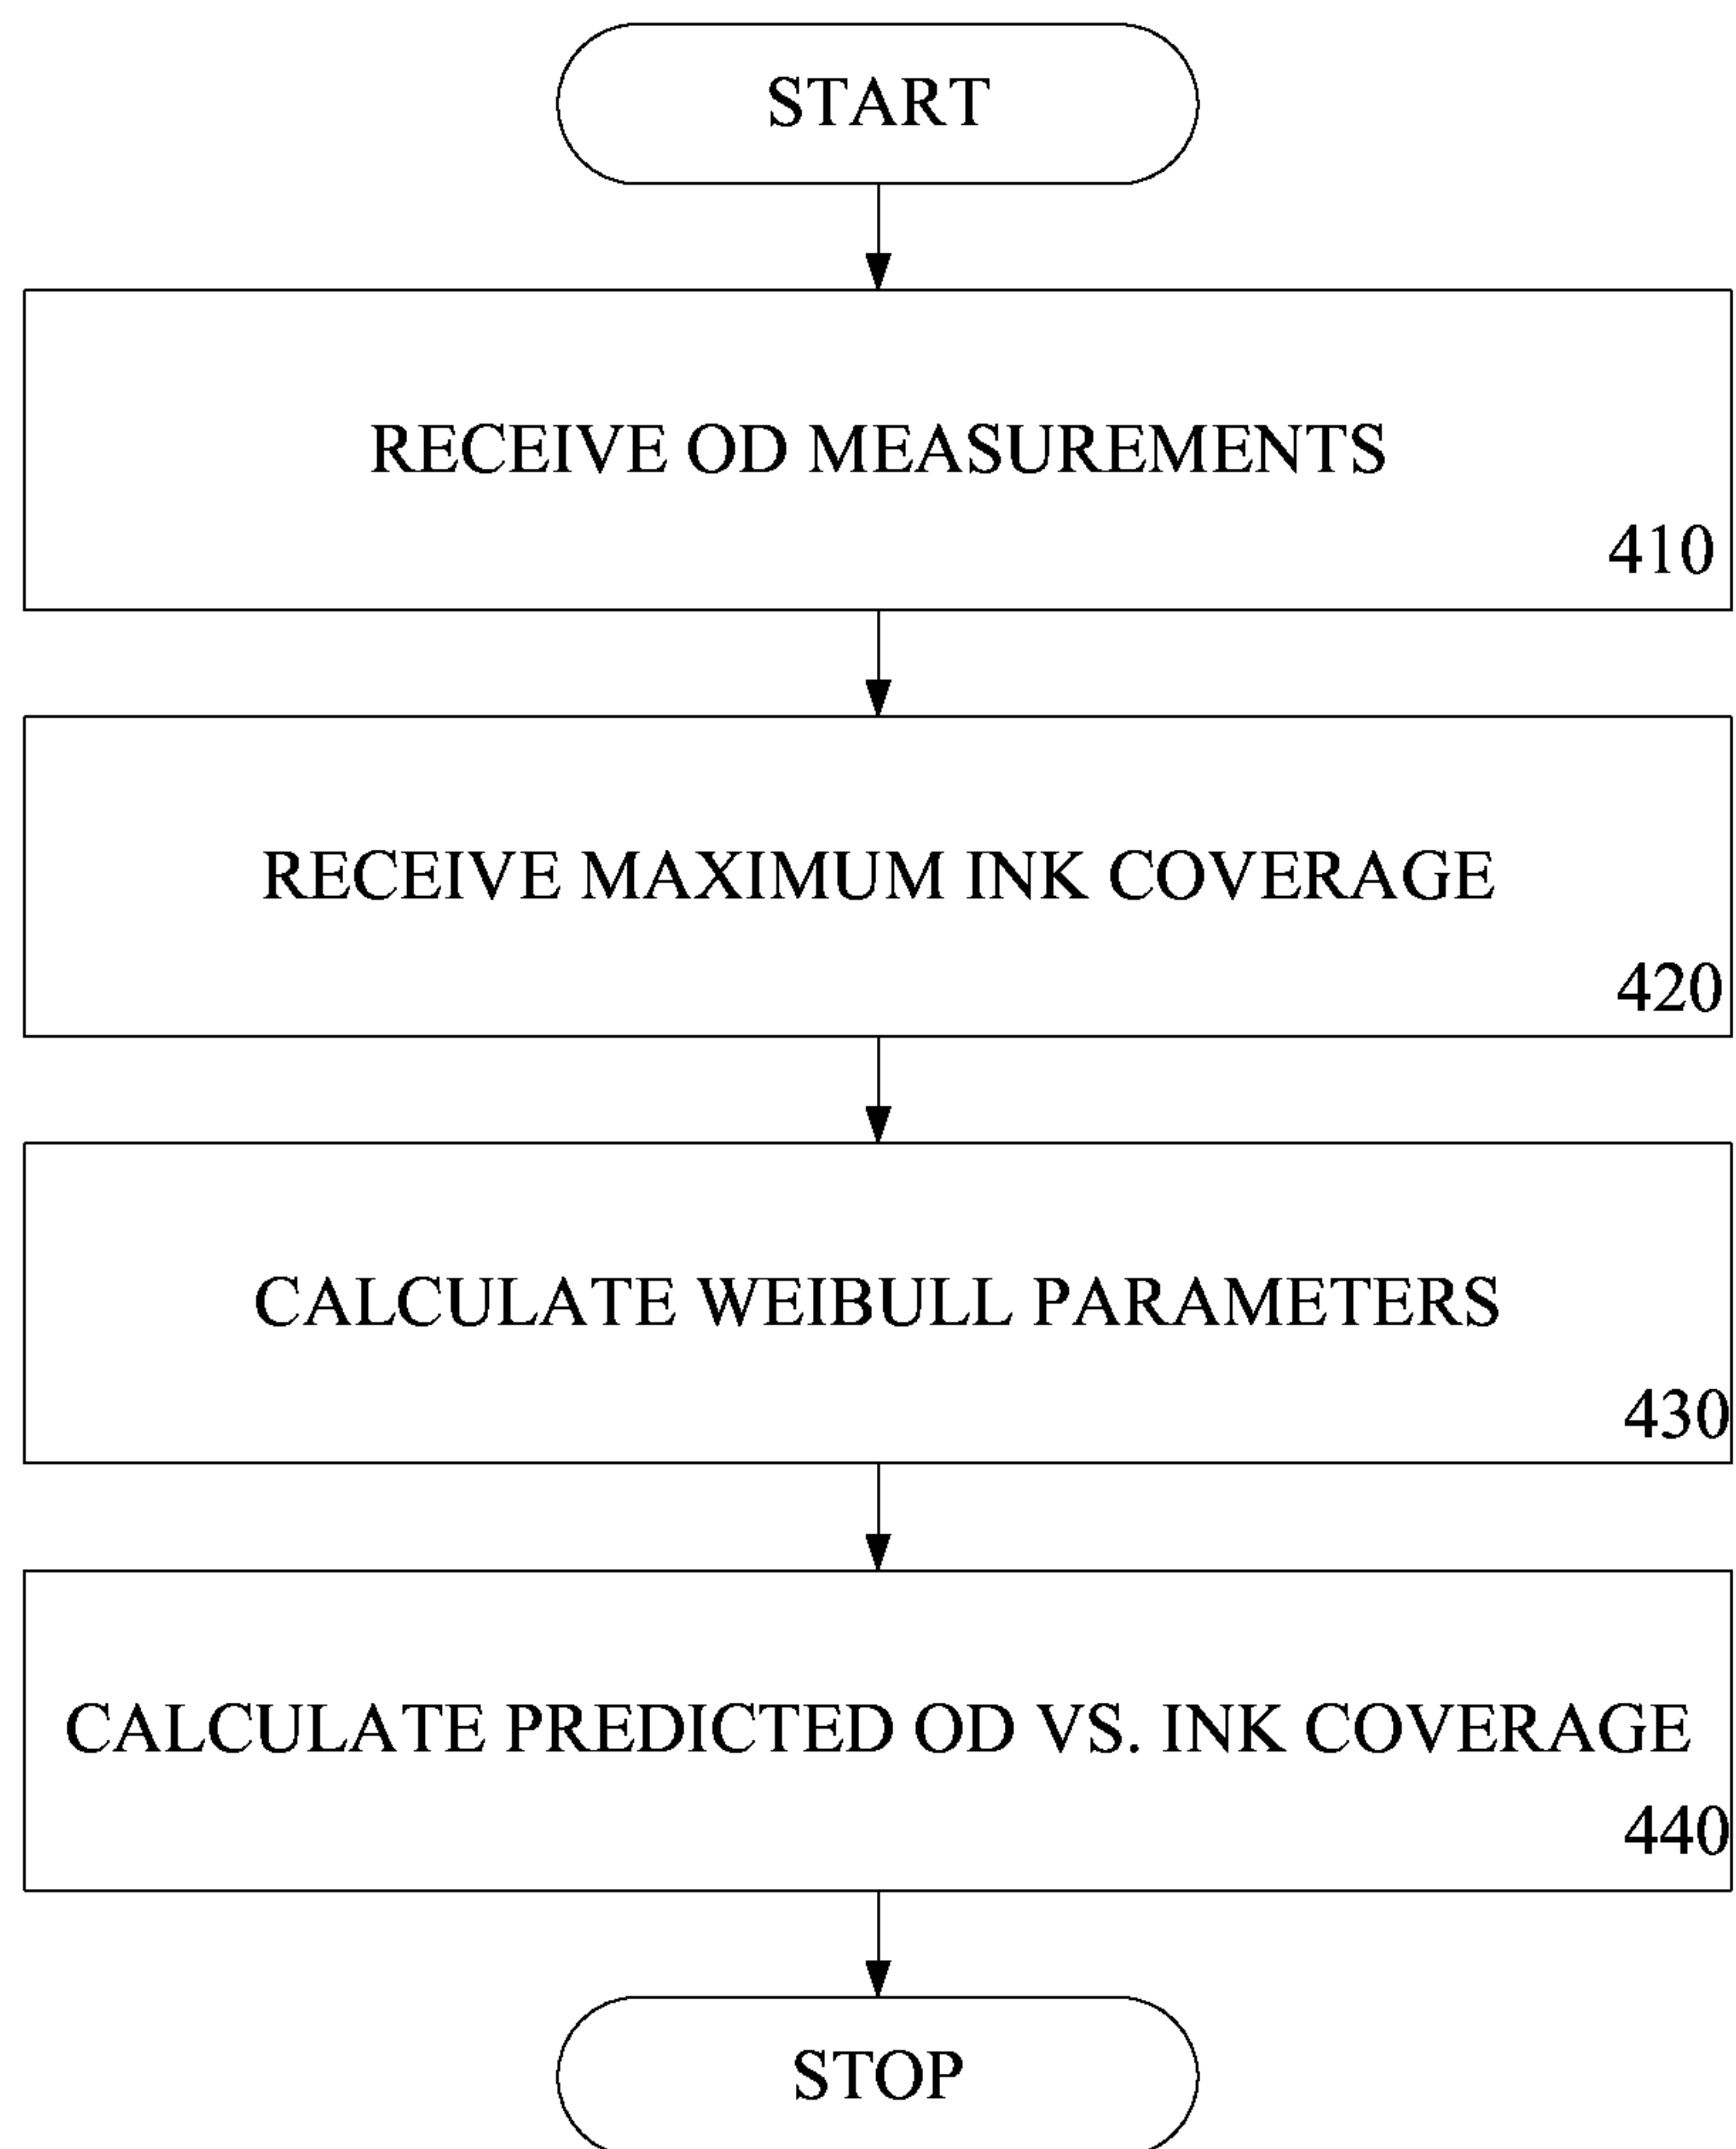 START
RECEIVE OD MEASUREMENTS
410
RECEIVE MAXIMUM INK COVERAGE
420
CALCULATE WEIBULL PARAMETERS
430
CALCULATE PREDICTED OD VS. INK COVERAGE
440
STOP